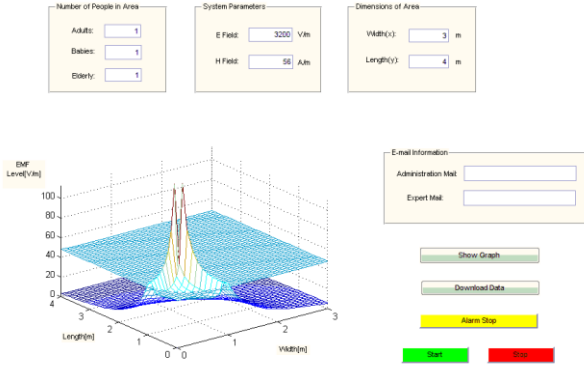 Number of People in Area
Adults: 1
Babies: 1
Elderly: 1
System Parameters
E Field: 3200 V/m
H Field: 56 A/m
Dimensions of Area
Width(x): 3 m
Length(y): 4 m
EMF
Level[V/m]
100
80
60
40
20
0
4
3
2
1
0
0
1
2
3
Length[m]
Width[m]
E-mail Information
Administration Mail:
Expert Mail:
Show Graph
Download Data
Alarm Stop
Start
Stop